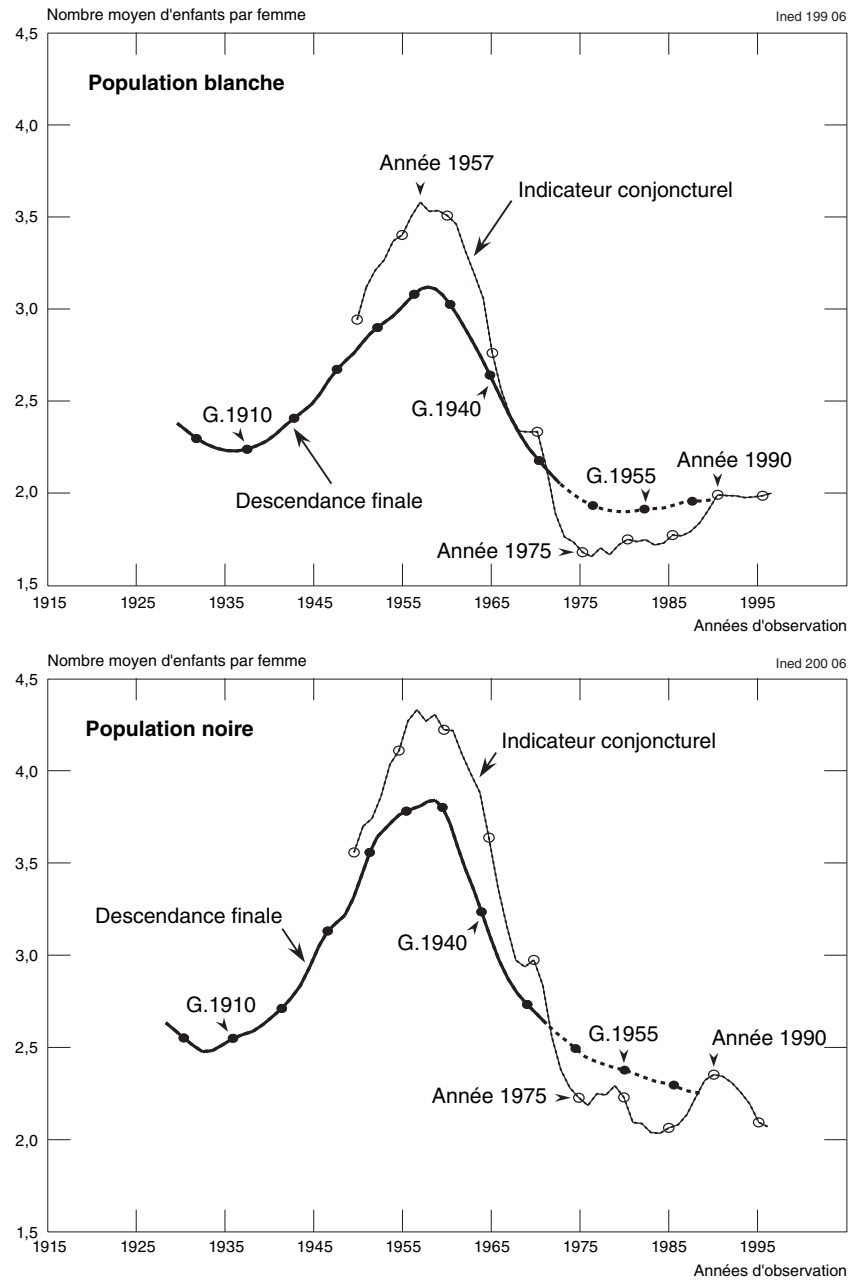 Nombre moyen d'enfants par femme
Ined 199 06
4,5
Population blanche
4,0
Année 1957
Indicateur conjoncturel
3,5
3,0
2,5
G.1910
G.1940
Descendance finale
G.1955
Année 1990
2,0
Année 1975
1,5
1915 1925 1935 1945 1955 1965 1975 1985 1995
Années d'observation
Nombre moyen d'enfants par femme
Ined 200 06
4,5
Population noire
Indicateur conjoncturel
4,0
3,5
Descendance finale
3,0
G.1940
G.1910
G.1955
Année 1990
2,5
Année 1975
2,0
1,5
1915 1925 1935 1945 1955 1965 1975 1985 1995
Années d'observation